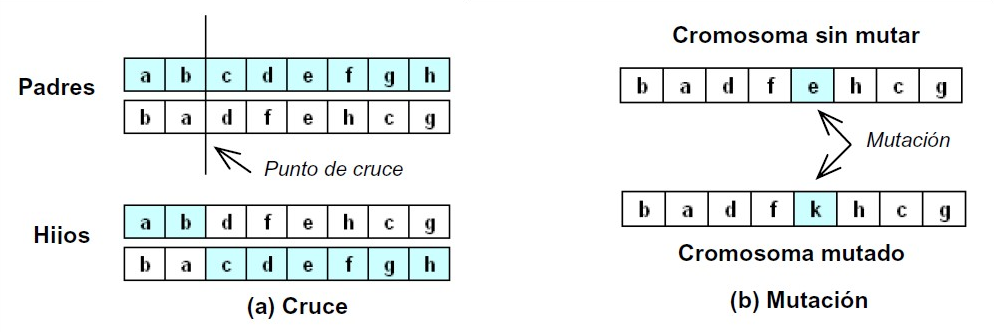 Padres
a b c d e f g h
b a d f e h c g
Punto de cruce
Hijos
a b d f e h c g
b a c d e f g h
(a) Cruce
Cromosoma sin mutar
b a d f e h c g
Mutación
b a d f k h c g
Cromosoma mutado
(b) Mutación